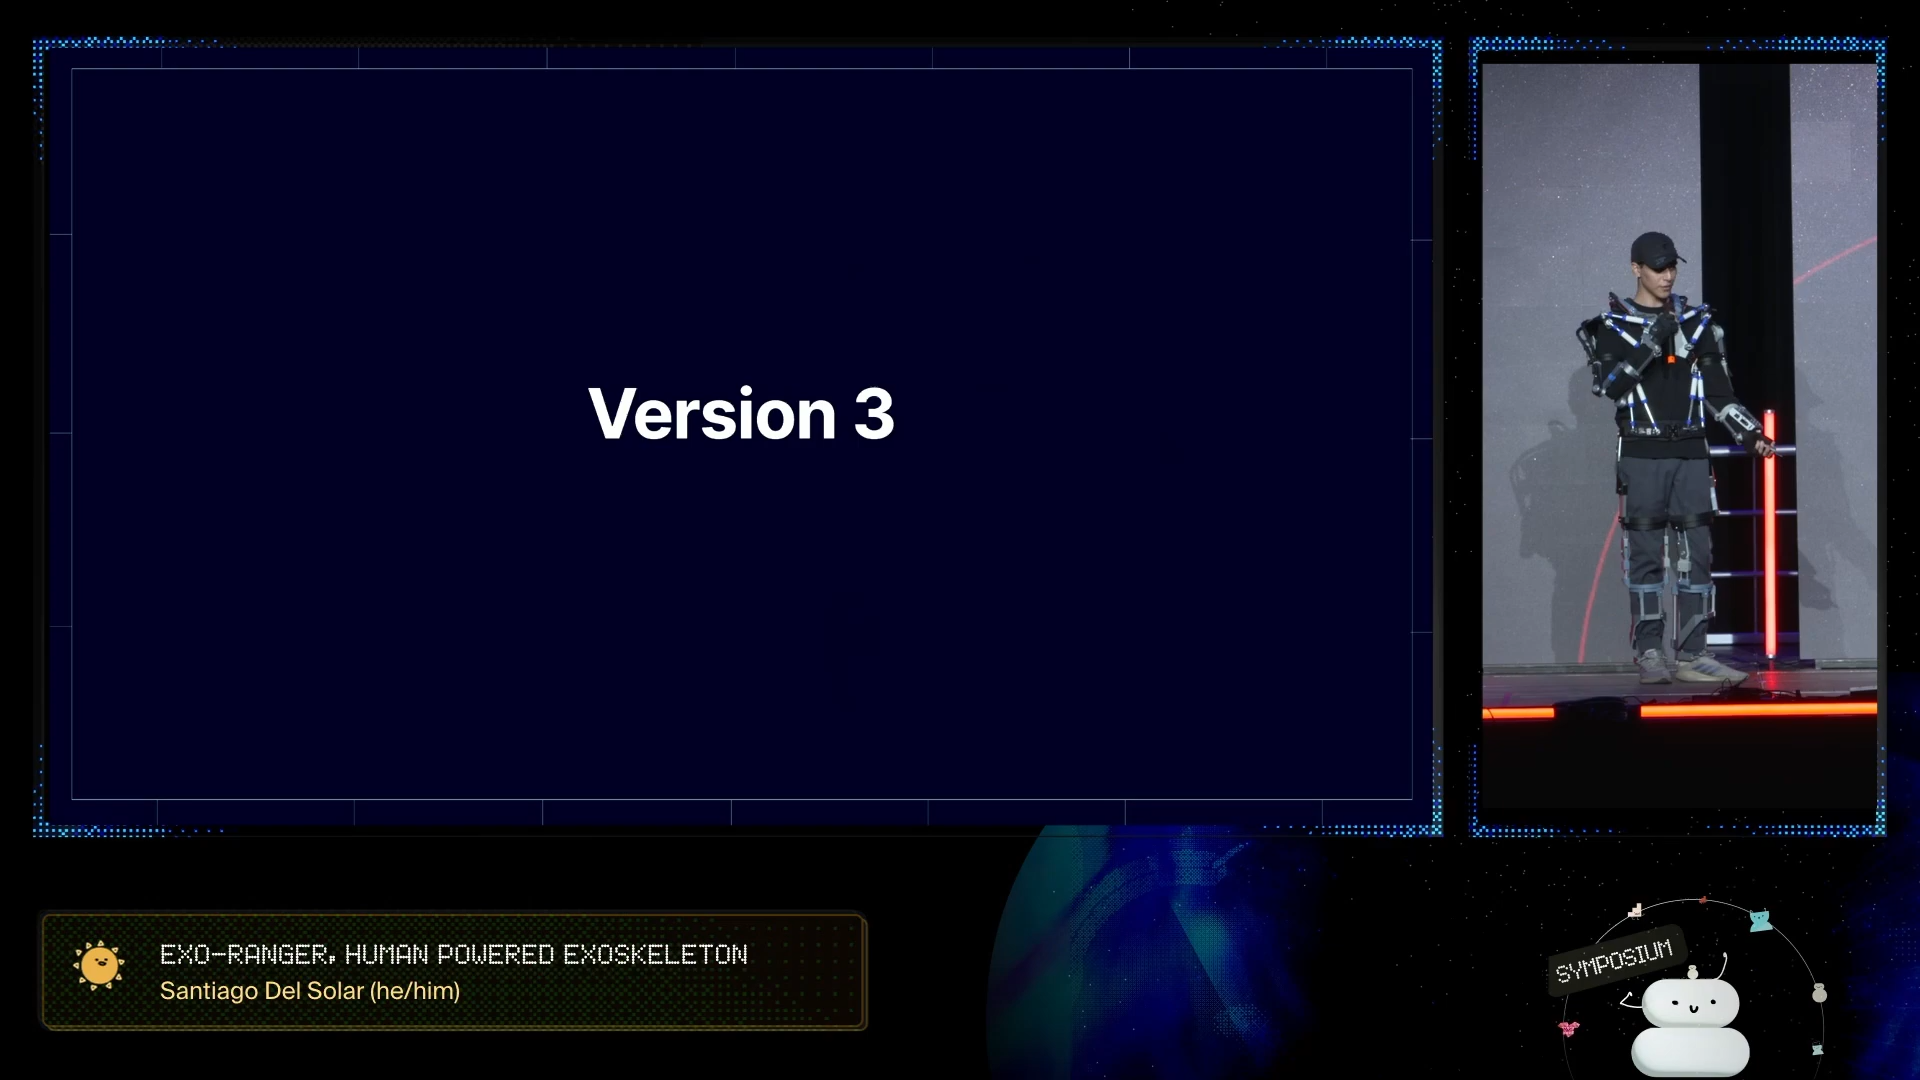 Version 3
EXO-RANGER, HUMAN POWERED EXOSKELETON
Santiago Del Solar (he/him)
SYMPOSIUM